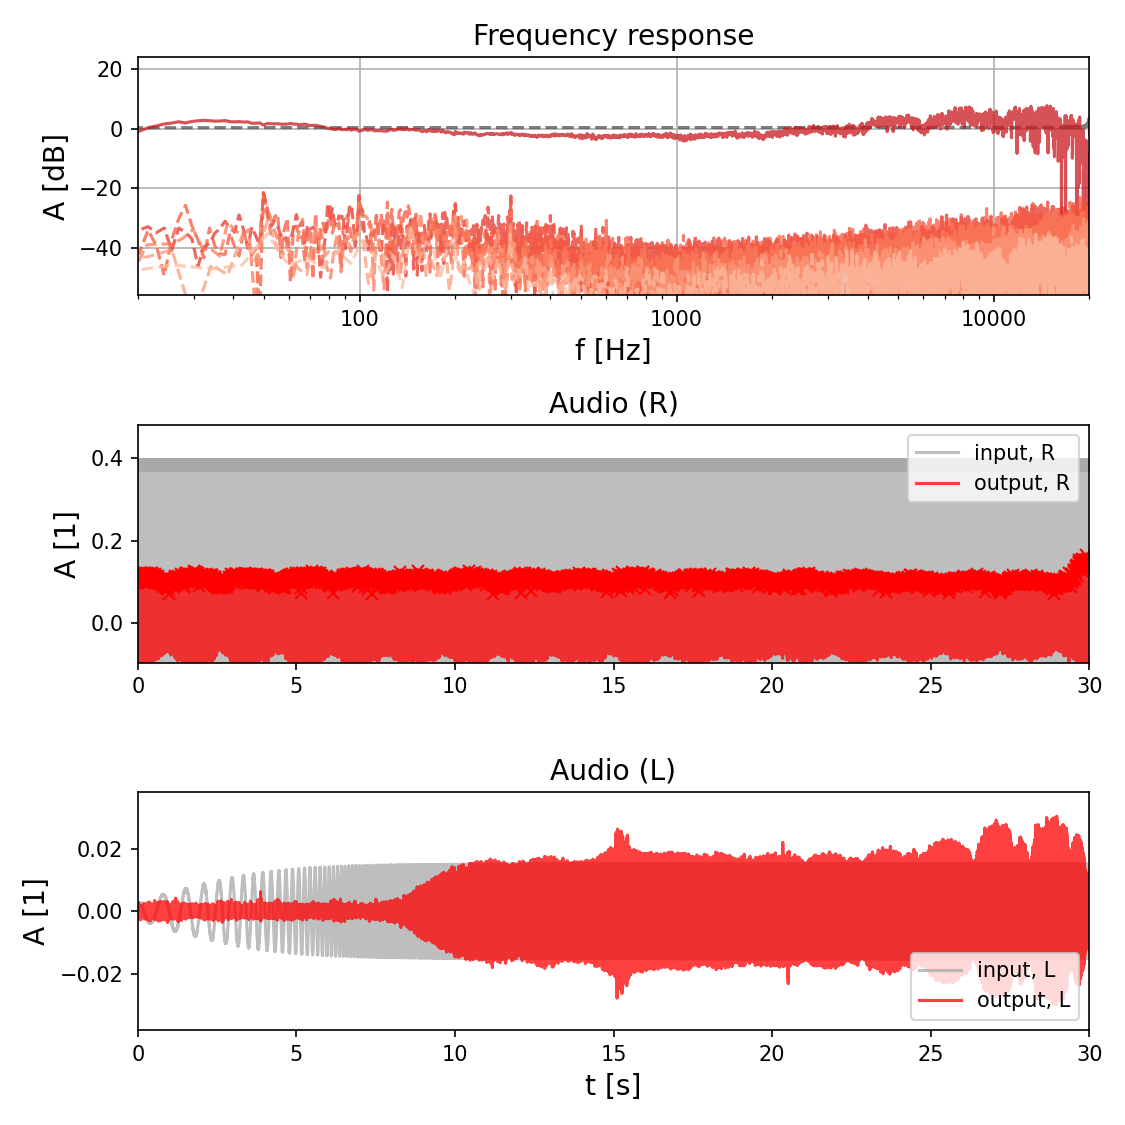 Frequency response
20
0
−20
−40
A [dB]
100
1000
10000
f [Hz]
Audio (R)
0.4
0.2
0.0
A [1]
input, R
output, R
0
5
10
15
20
25
30
Audio (L)
0.02
0.00
−0.02
A [1]
input, L
output, L
0
5
10
15
20
25
30
t [s]